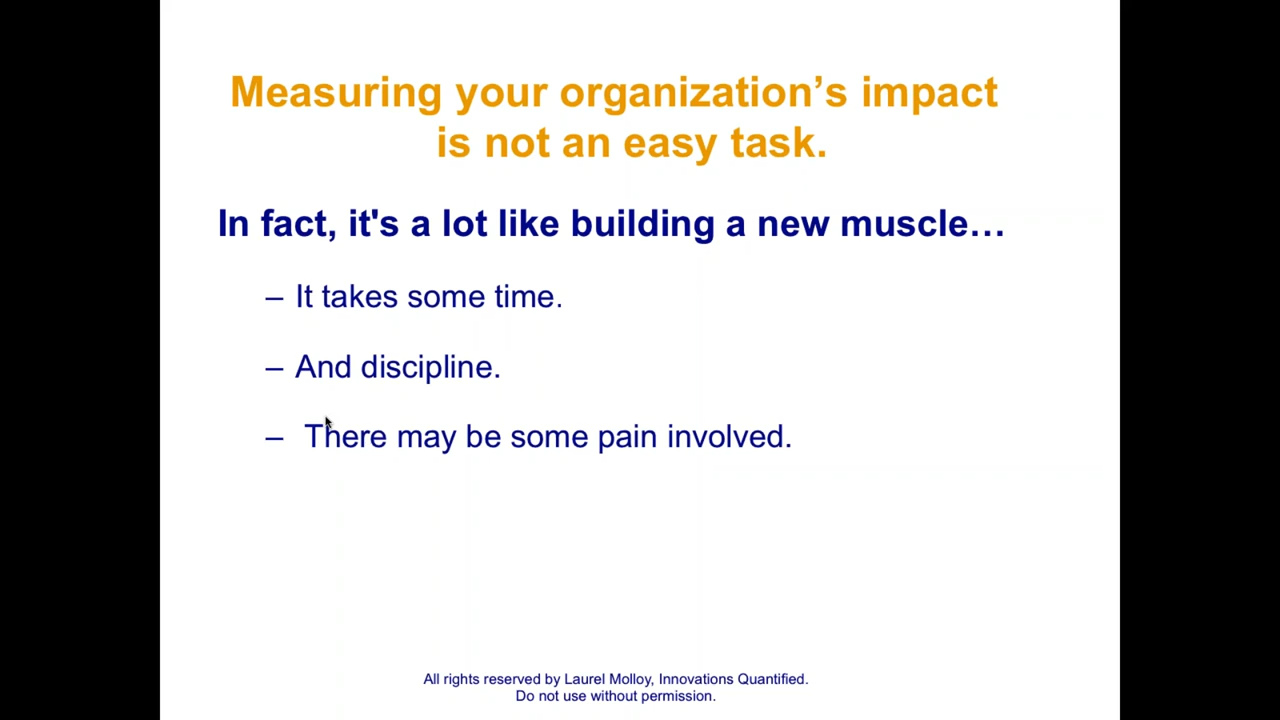 Measuring your organization’s impact
is not an easy task.
In fact, it's a lot like building a new muscle…
– It takes some time.
– And discipline.
– There may be some pain involved.
All rights reserved by Laurel Molloy, Innovations Quantified.
Do not use without permission.